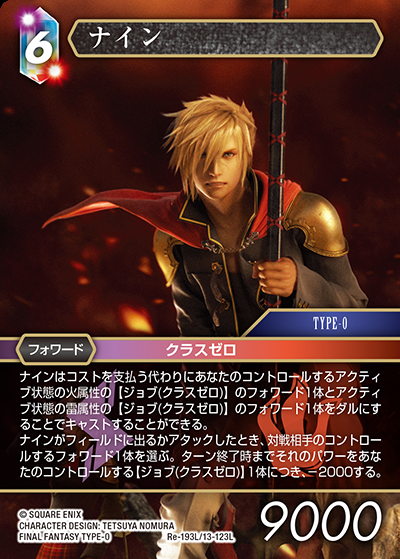 6
ナイン
TYPE-0
フォワード
クラスゼロ
ナインはコストを支払う代わりにあなたのコントロールするアクティ
ブ状態の火属性の【ジョブ(クラスゼロ)】のフォワード1体とアクティ
ブ状態の雷属性の【ジョブ(クラスゼロ)】のフォワード1体をダルにす
ることでキャストすることができる。
ナインがフィールドに出るかアタックしたとき、対戦相手のコントロー
ルするフォワード1体を選ぶ。ターン終了時までそのパワーをあな
たのコントロールする【ジョブ(クラスゼロ)】1体につき、－2000する。
© SQUARE ENIX
CHARACTER DESIGN: TETSUYA NOMURA
FINAL FANTASY TYPE-0
Re-193L/13-123L
9000